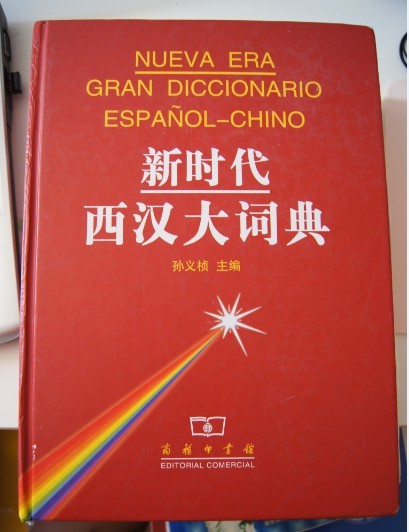 NUEVA ERA
GRAN DICCIONARIO
ESPAÑOL–CHINO
新时代
西汉大词典
孙义桢 主编
商务印书馆
EDITORIAL COMERCIAL